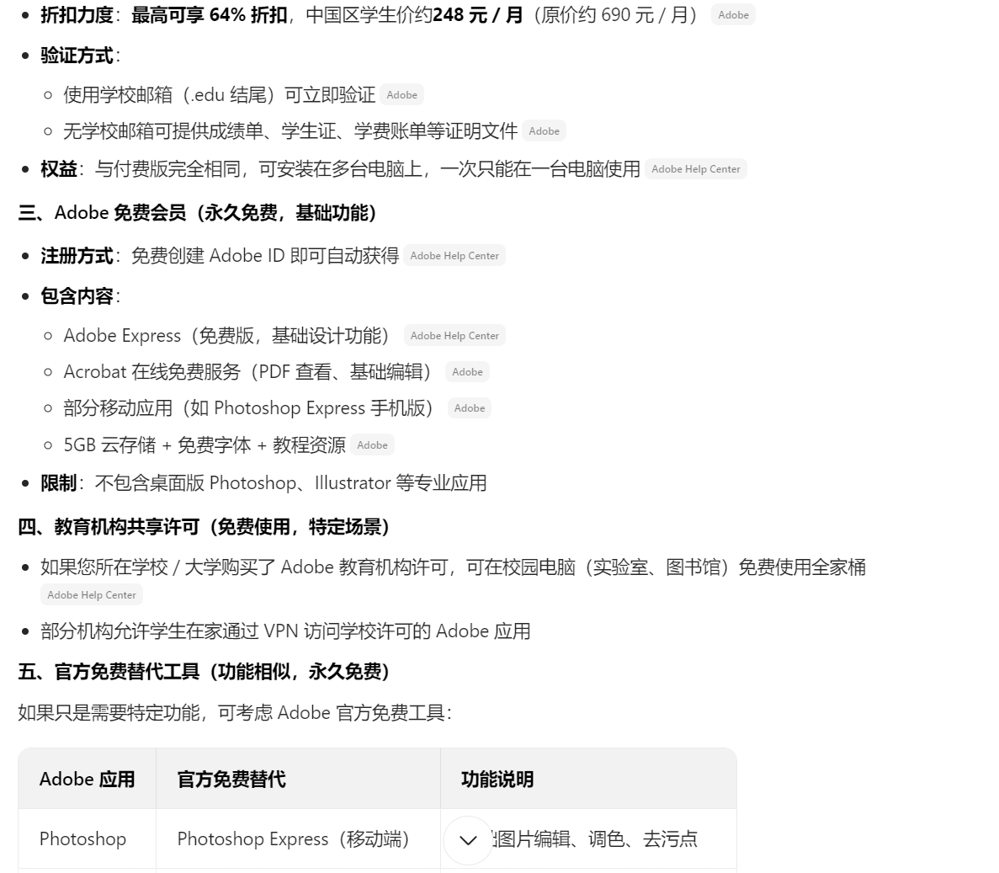 折扣力度：最高可享 64% 折扣，中国区学生价约248 元 / 月（原价约 690 元 / 月） Adobe
验证方式：
使用学校邮箱（.edu 结尾）可立即验证 Adobe
无学校邮箱可提供成绩单、学生证、学费账单等证明文件 Adobe
权益：与付费版完全相同，可安装在多台电脑上，一次只能在一台电脑使用 Adobe Help Center
三、Adobe 免费会员（永久免费，基础功能）
注册方式：免费创建 Adobe ID 即可自动获得 Adobe Help Center
包含内容：
Adobe Express（免费版，基础设计功能） Adobe Help Center
Acrobat 在线免费服务（PDF 查看、基础编辑） Adobe
部分移动应用（如 Photoshop Express 手机版） Adobe
5GB 云存储 + 免费字体 + 教程资源 Adobe
限制：不包含桌面版 Photoshop、Illustrator 等专业应用
四、教育机构共享许可（免费使用，特定场景）
如果您所在学校 / 大学购买了 Adobe 教育机构许可，可在校园电脑（实验室、图书馆）免费使用全家桶
Adobe Help Center
部分机构允许学生在家通过 VPN 访问学校许可的 Adobe 应用
五、官方免费替代工具（功能相似，永久免费）
如果只是需要特定功能，可考虑 Adobe 官方免费工具：
Adobe 应用 官方免费替代 功能说明
Photoshop Photoshop Express（移动端） 图片编辑、调色、去污点